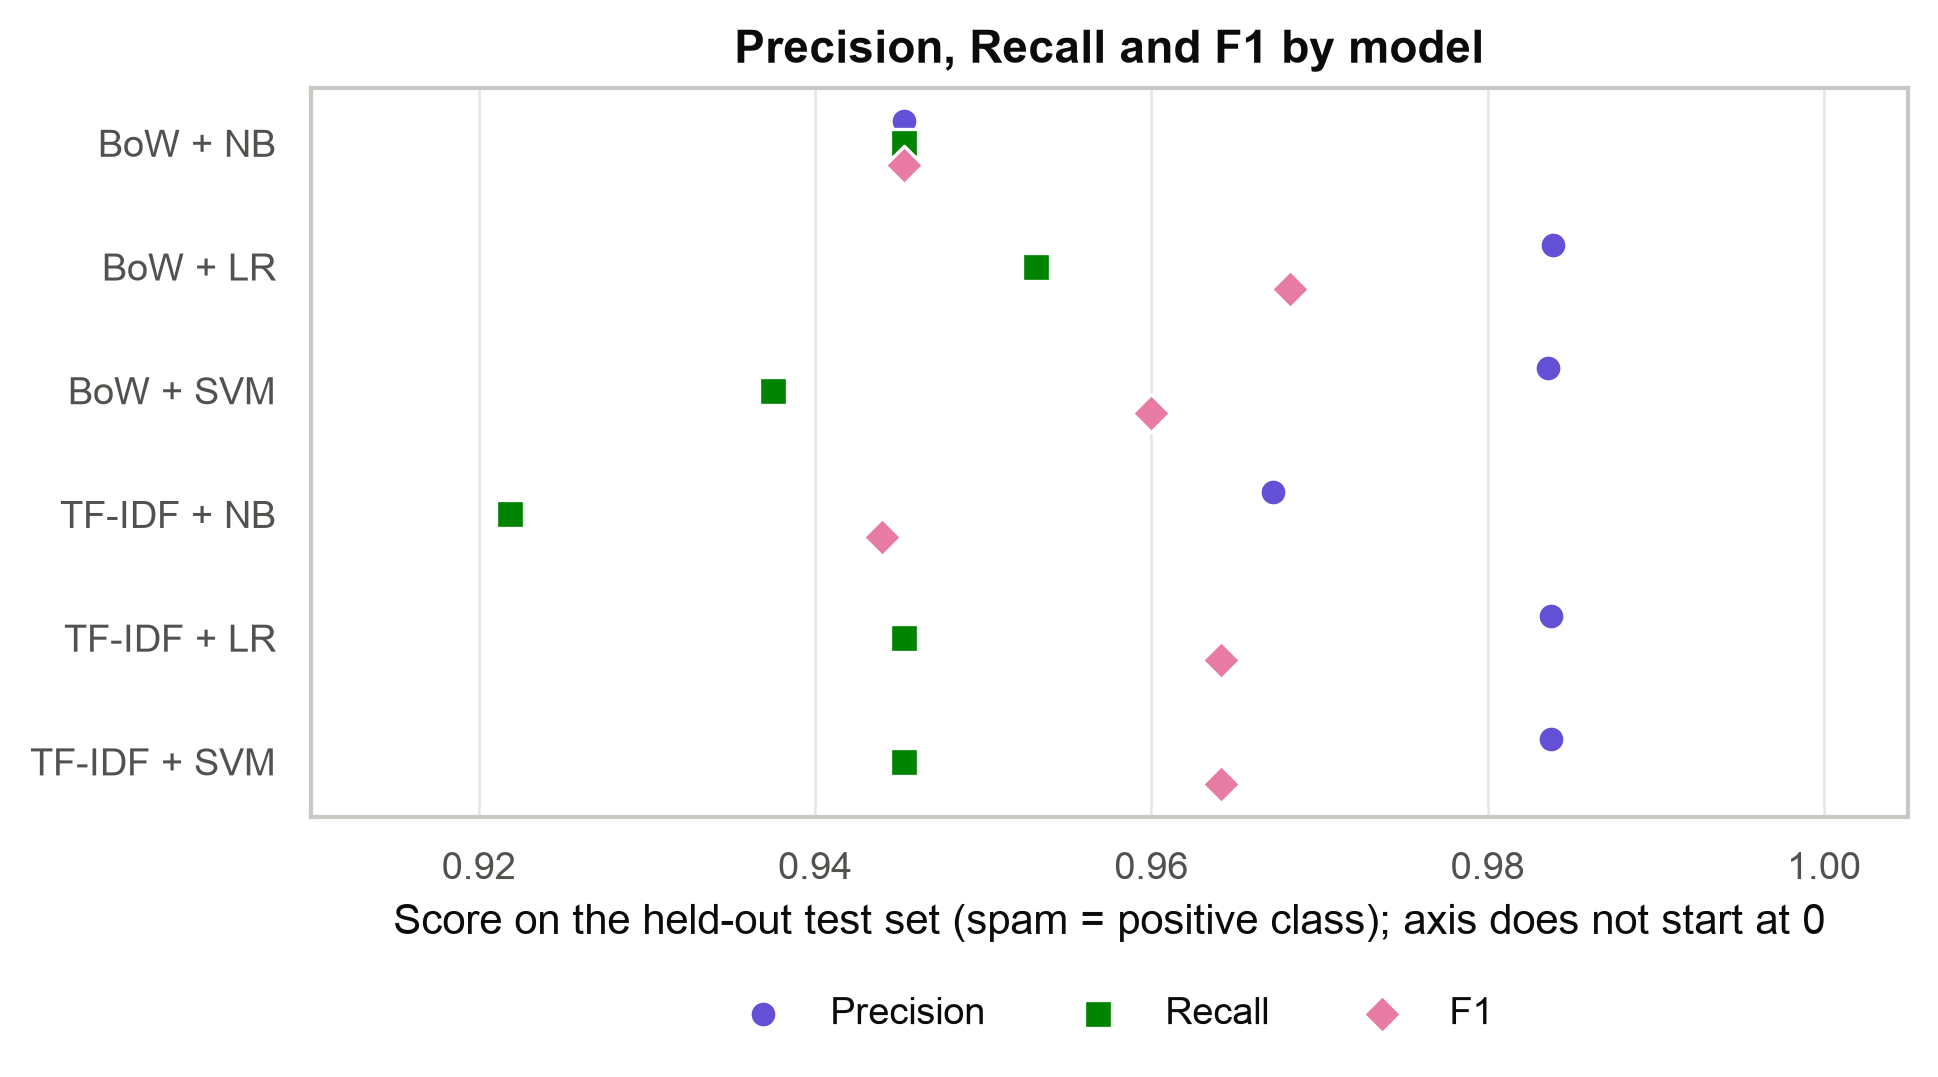 Precision, Recall and F1 by model
BoW + NB
BoW + LR
BoW + SVM
TF-IDF + NB
TF-IDF + LR
TF-IDF + SVM
0.92 0.94 0.96 0.98 1.00
Score on the held-out test set (spam = positive class); axis does not start at 0
Precision Recall F1